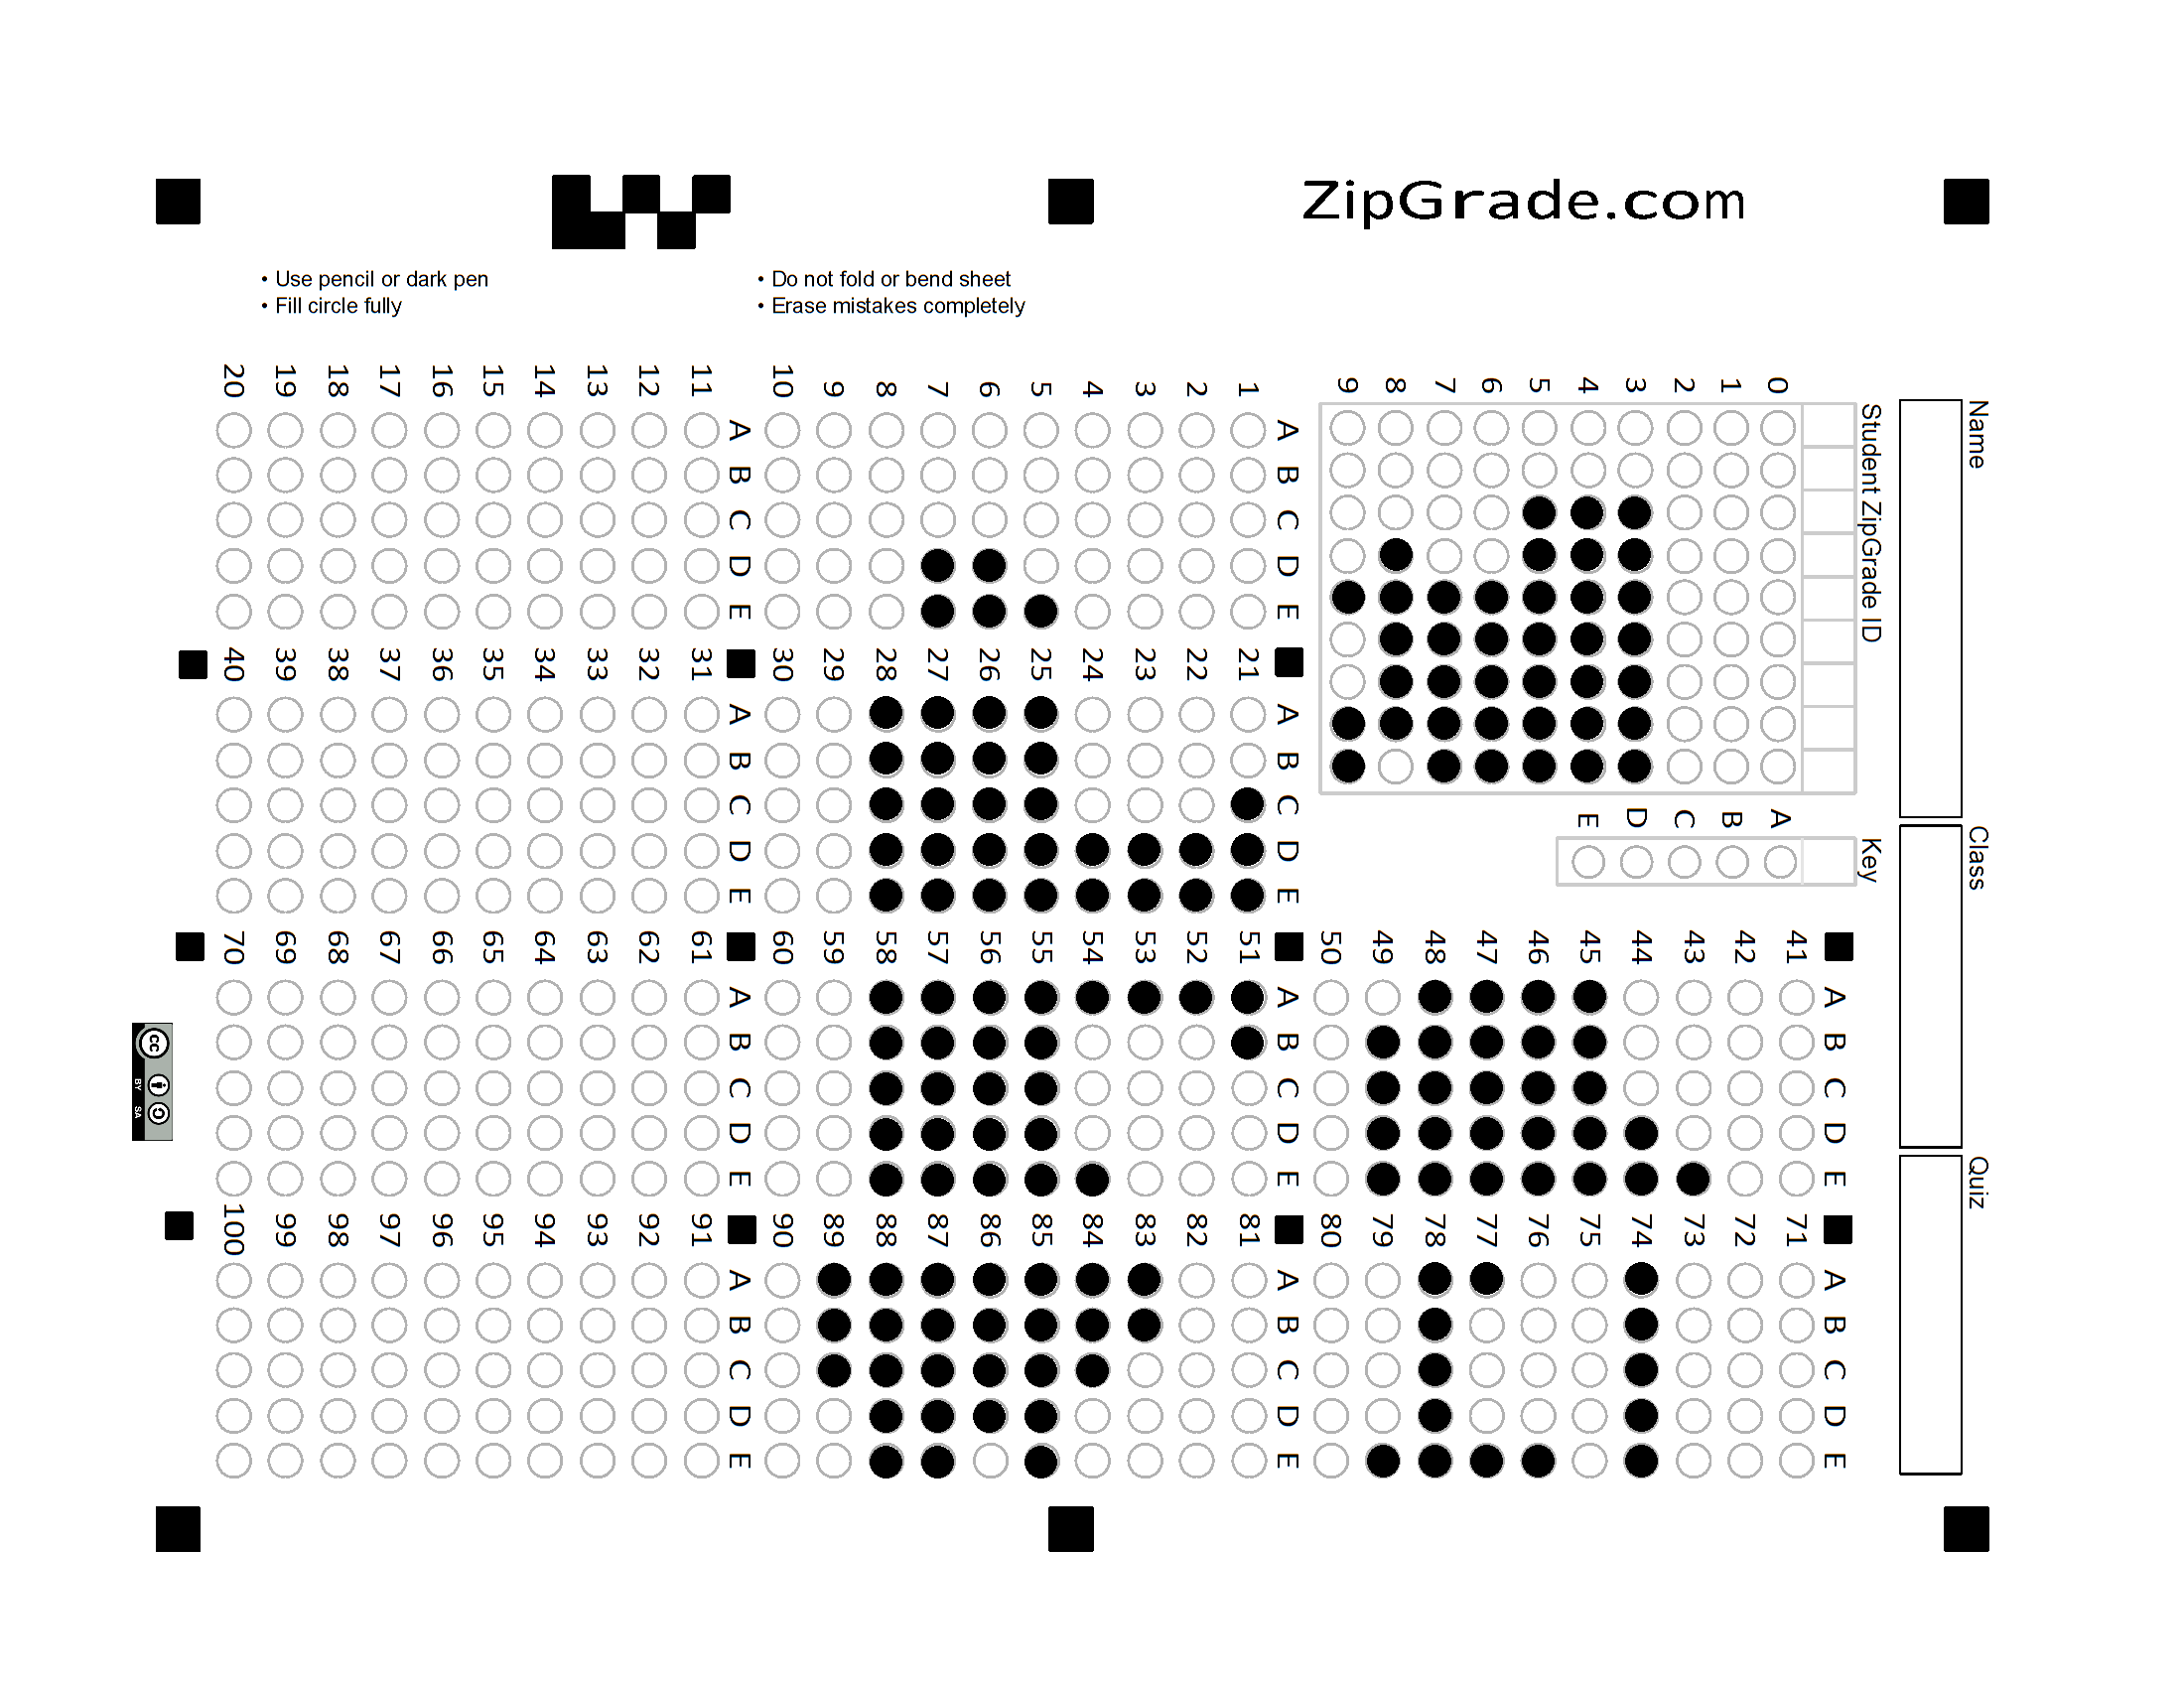 ZipGrade.com
• Use pencil or dark pen
• Fill circle fully
• Do not fold or bend sheet
• Erase mistakes completely
Name
Class
Quiz
Student ZipGrade ID
0 1 2 3 4 5 6 7 8 9
Key
A B C D E
1 2 3 4 5 6 7 8 9 10
A B C D E
11 12 13 14 15 16 17 18 19 20
A B C D E
21 22 23 24 25 26 27 28 29 30
A B C D E
31 32 33 34 35 36 37 38 39 40
A B C D E
41 42 43 44 45 46 47 48 49 50
A B C D E
51 52 53 54 55 56 57 58 59 60
A B C D E
61 62 63 64 65 66 67 68 69 70
A B C D E
71 72 73 74 75 76 77 78 79 80
A B C D E
81 82 83 84 85 86 87 88 89 90
A B C D E
91 92 93 94 95 96 97 98 99 100
A B C D E
cc
BY SA